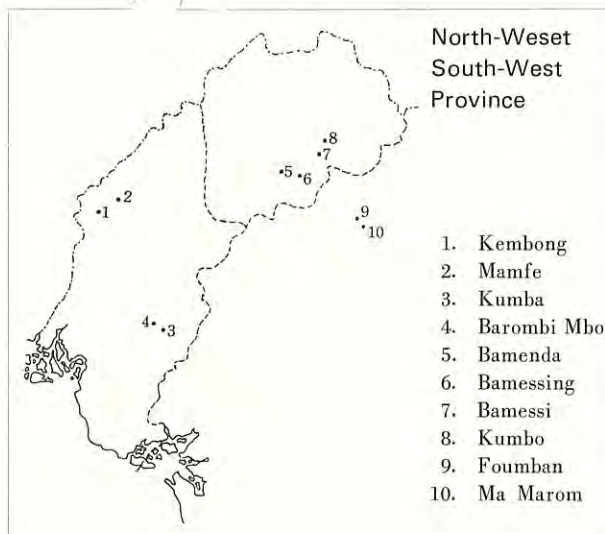 North-Weset
South-West
Province
8
7
5 6
2
1
9
10
4 3
1. Kembong
2. Mamfe
3. Kumba
4. Barombi Mbo
5. Bamenda
6. Bamessing
7. Bamessi
8. Kumbo
9. Foumban
10. Ma Marom